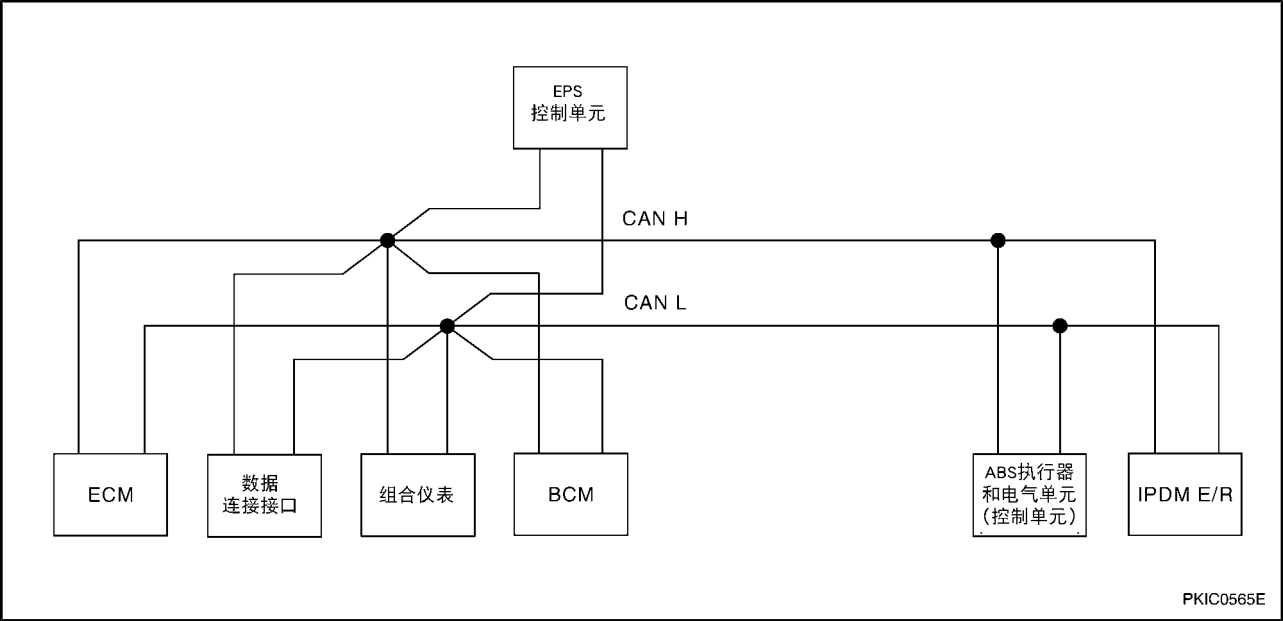 EPS
控制单元
CAN H
CAN L
ECM
数据
连接接口
组合仪表
BCM
ABS执行器
和电气单元
(控制单元)
IPDM E/R
PKIC0565E